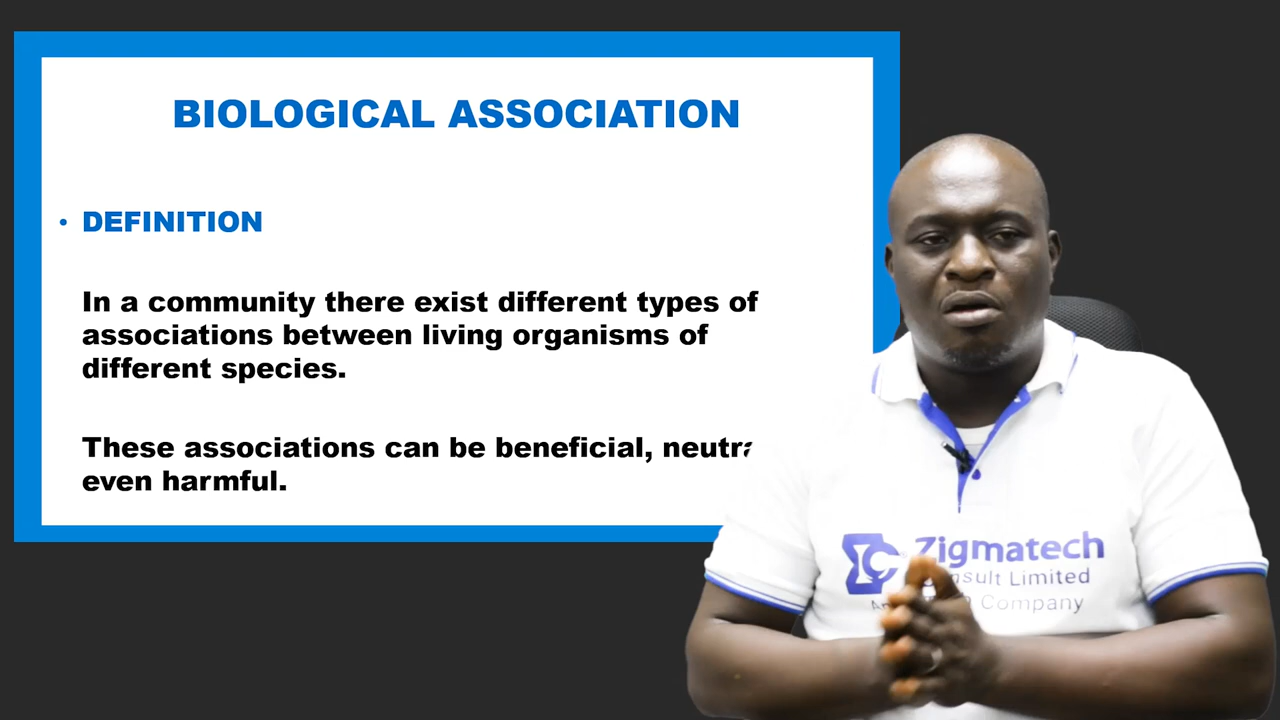 BIOLOGICAL ASSOCIATION
• DEFINITION
In a community there exist different types of
associations between living organisms of
different species.
These associations can be beneficial,
even harmful.
Zigmatech
Limited
Company